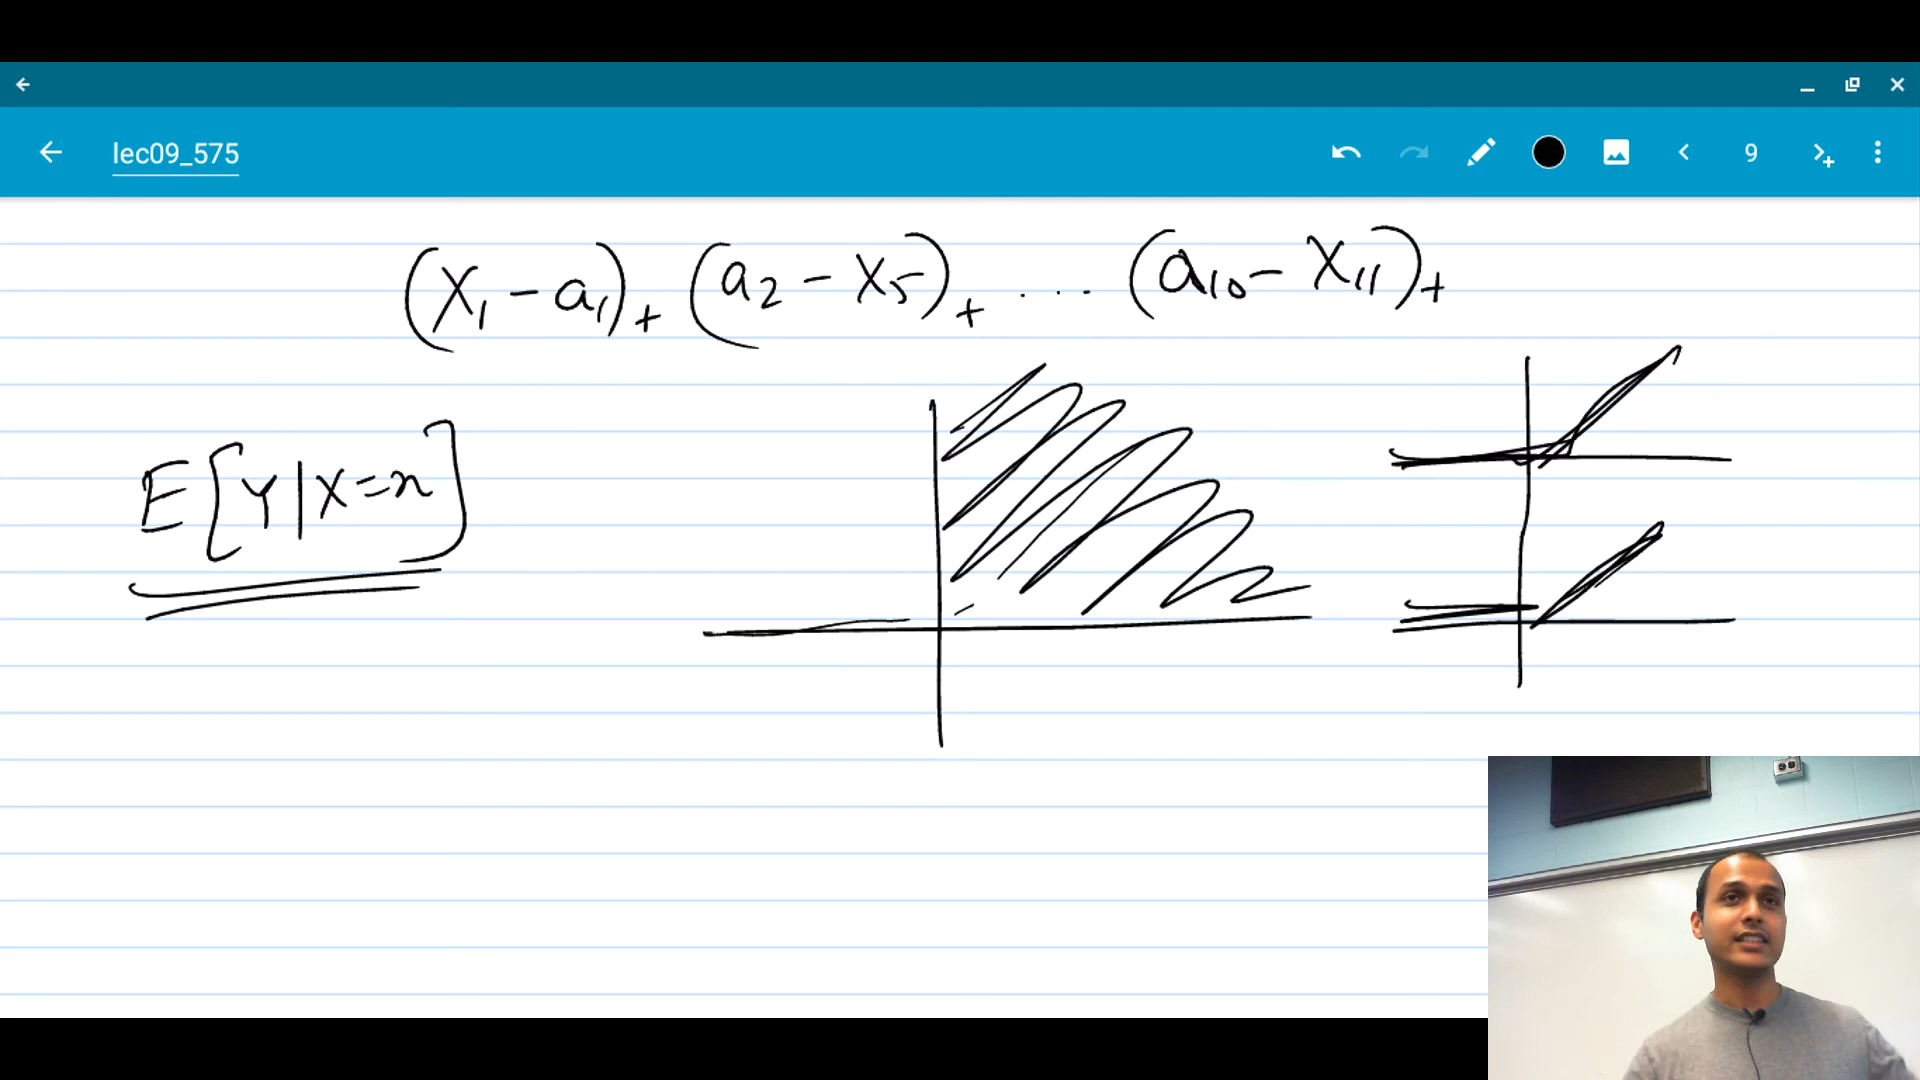 lec09_575
9
(X₁ - a₁)₊ (a₂ - X₅)₊ ... (a₁₀ - X₁₁)₊
E[Y|X=x]